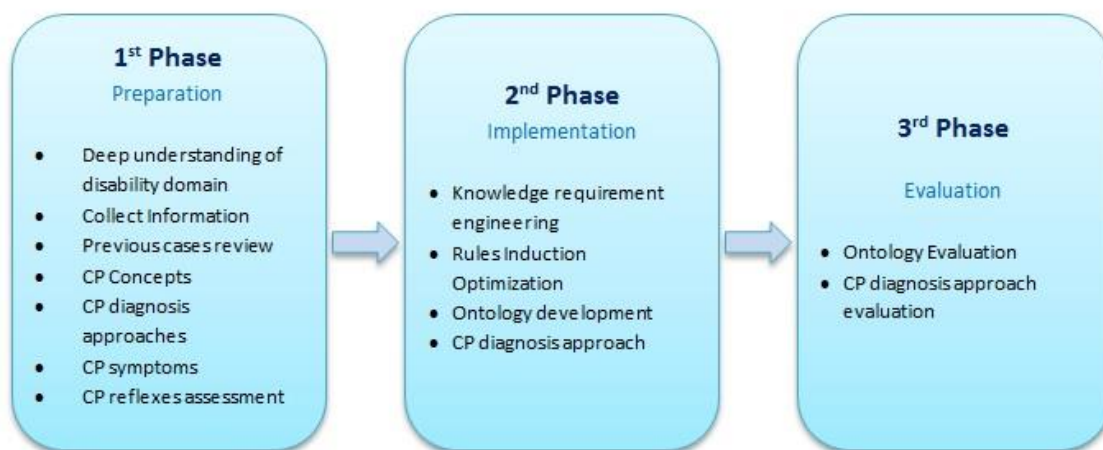 1st Phase
Preparation
• Deep understanding of
disability domain
• Collect Information
• Previous cases review
• CP Concepts
• CP diagnosis
approaches
• CP symptoms
• CP reflexes assessment
2nd Phase
Implementation
• Knowledge requirement
engineering
• Rules Induction
Optimization
• Ontology development
• CP diagnosis approach
3rd Phase
Evaluation
• Ontology Evaluation
• CP diagnosis approach
evaluation